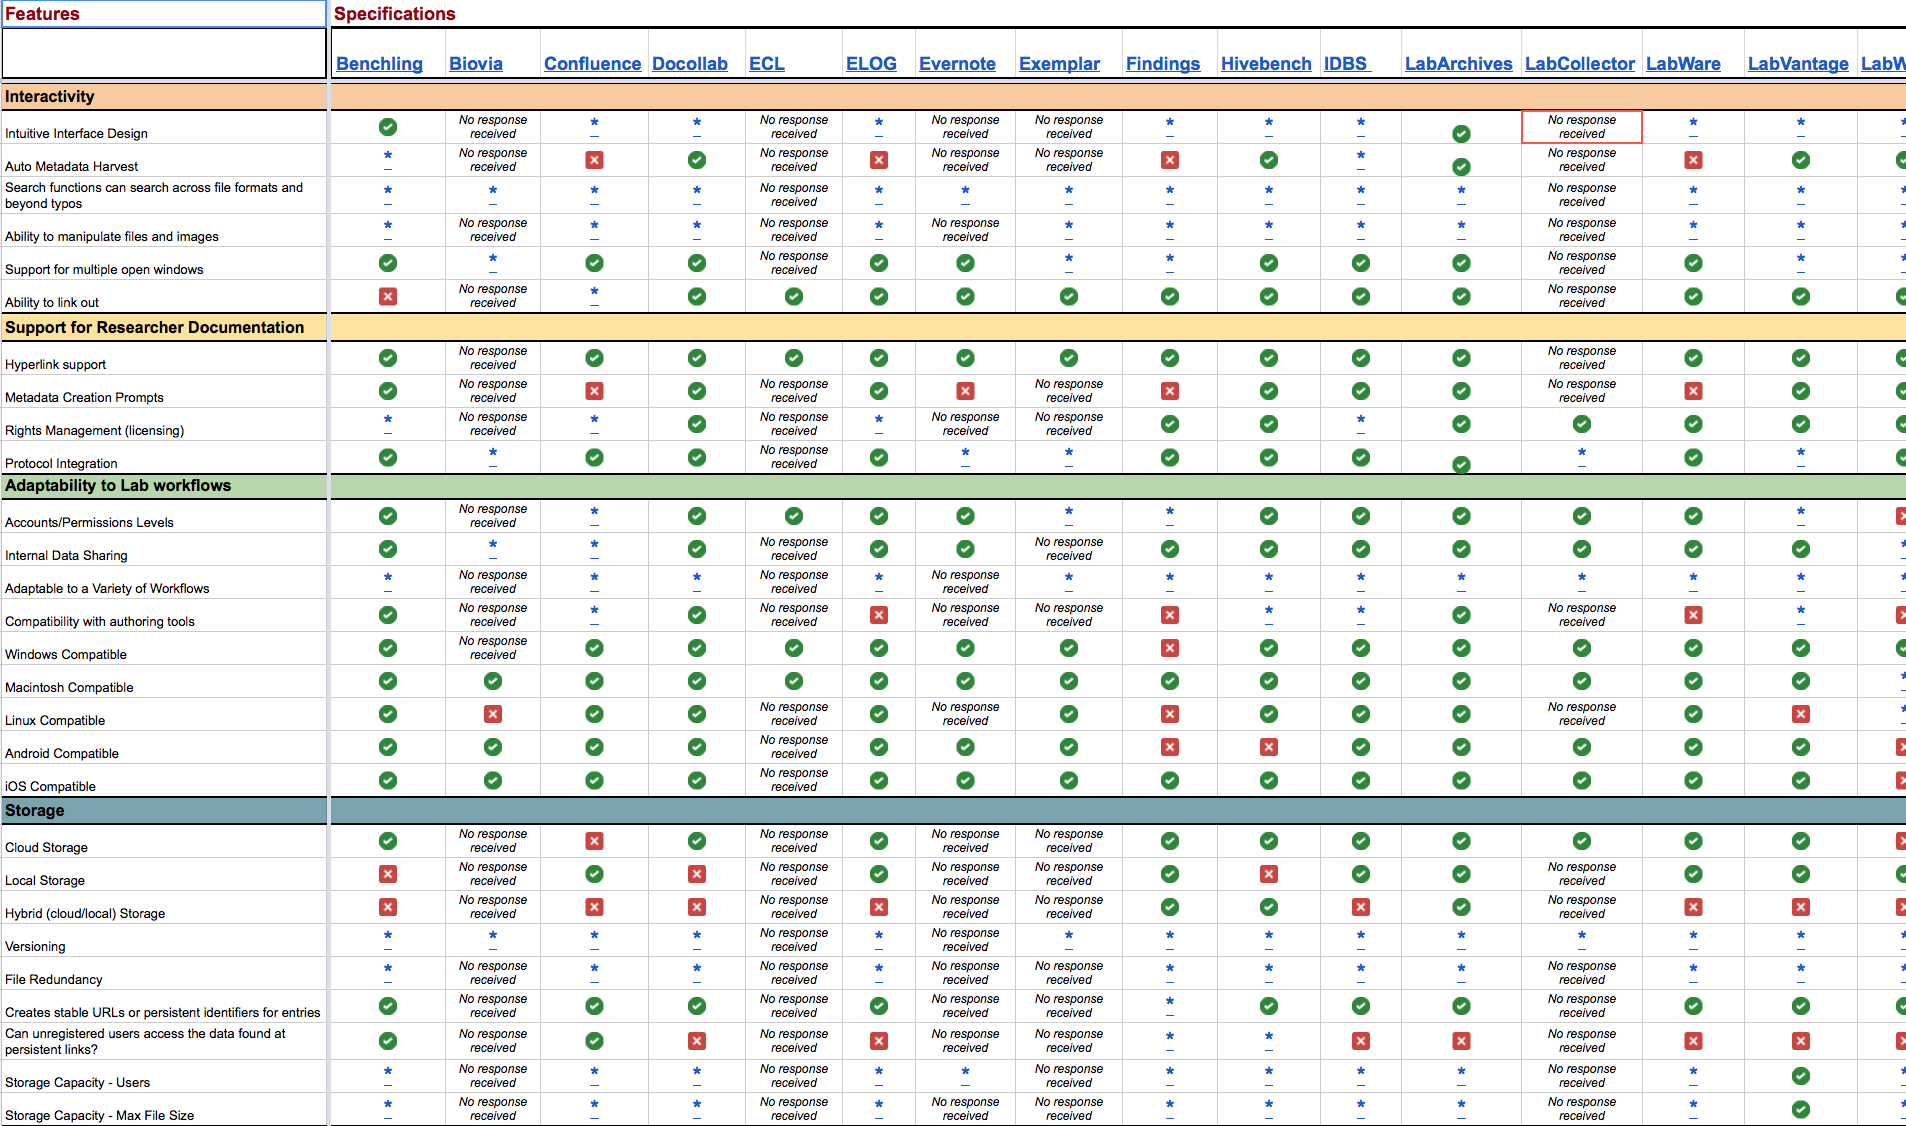 Features Specifications
Benchling Biovia Confluence Docollab ECL ELOG Evernote Exemplar Findings Hivebench IDBS LabArchives LabCollector LabWare LabVantage LabW
Interactivity
Intuitive Interface Design No response received * * No response received * No response received No response received * * * No response received * * *
Auto Metadata Harvest * No response received No response received No response received No response received * No response received
Search functions can search across file formats and
beyond typos * * * * No response received * * * * * * * No response received * * *
Ability to manipulate files and images * No response received * * No response received * No response received * * * * * No response received * * *
Support for multiple open windows * No response received * * No response received * *
Ability to link out No response received * No response received
Support for Researcher Documentation
Hyperlink support No response received No response received
Metadata Creation Prompts No response received No response received No response received No response received
Rights Management (licensing) * No response received * No response received * No response received No response received *
Protocol Integration * No response received * * * *
Adaptability to Lab workflows
Accounts/Permissions Levels No response received * * * *
Internal Data Sharing * * No response received No response received *
Adaptable to a Variety of Workflows * No response received * * No response received * No response received * * * * * * * * *
Compatibility with authoring tools No response received * No response received No response received No response received * * No response received *
Windows Compatible No response received
Macintosh Compatible *
Linux Compatible No response received No response received No response received *
Android Compatible No response received
iOS Compatible No response received
Storage
Cloud Storage No response received No response received No response received No response received
Local Storage No response received No response received No response received No response received No response received
Hybrid (cloud/local) Storage No response received No response received No response received No response received No response received
Versioning * * * * No response received * No response received * * * * * * * * *
File Redundancy * No response received * * No response received * No response received No response received * * * * No response received * * *
Creates stable URLs or persistent identifiers for entries No response received No response received No response received No response received * No response received
Can unregistered users access the data found at
persistent links? No response received No response received No response received No response received * * No response received
Storage Capacity - Users * No response received * * No response received * * No response received * * * * No response received * *
Storage Capacity - Max File Size * No response received * * No response received * No response received No response received * * * * No response received * *